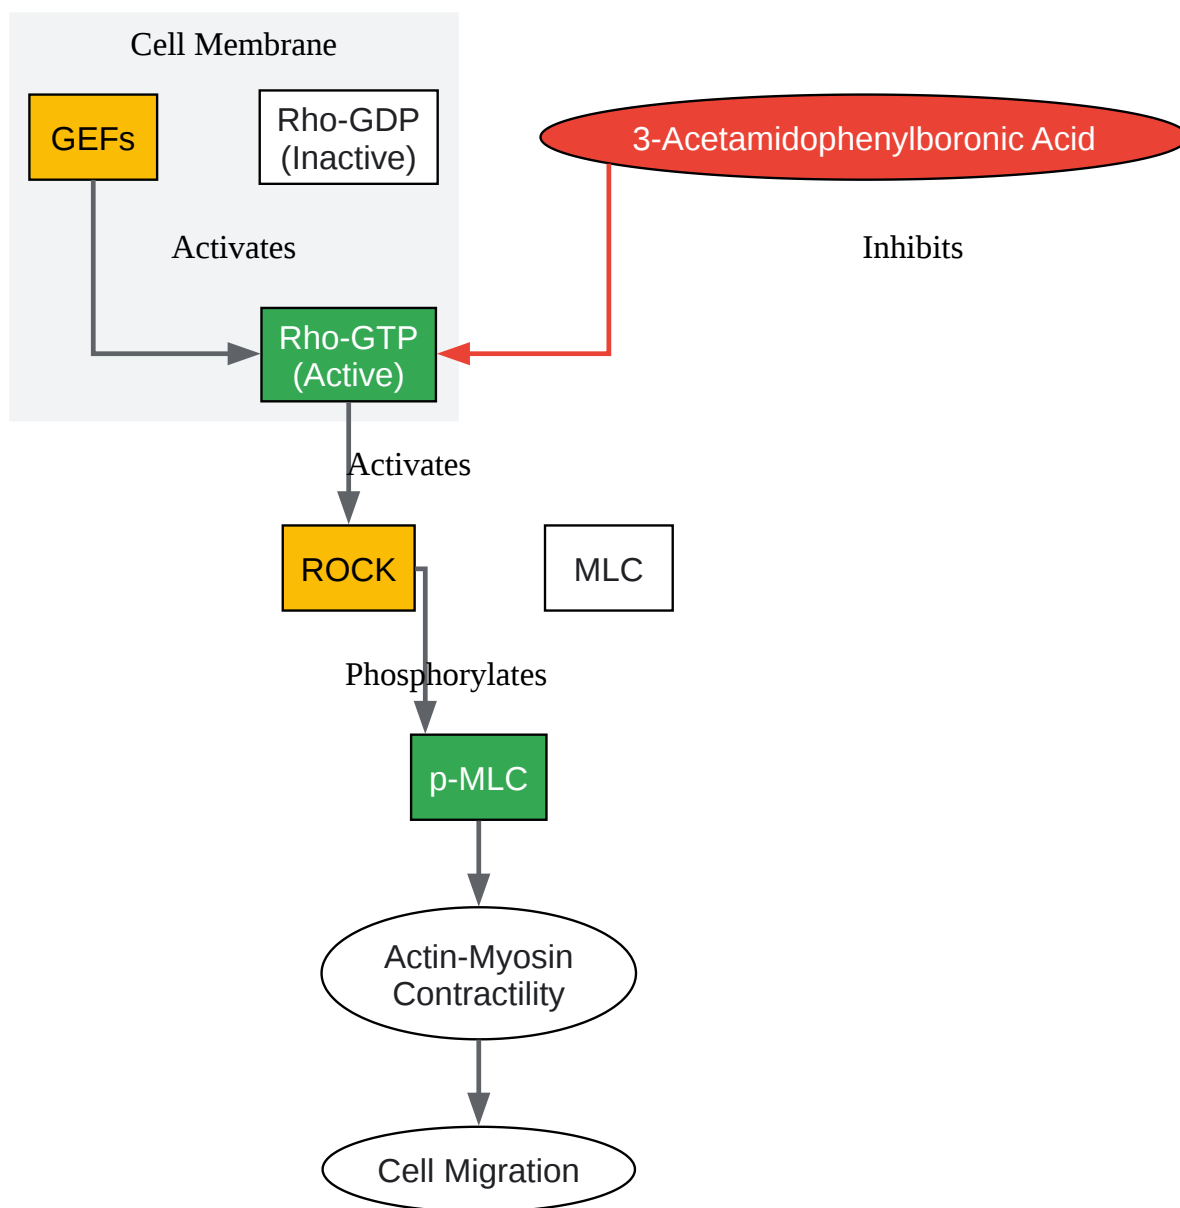 Cell Membrane
GEFs
Rho-GDP
(Inactive)
3-Acetamidophenylboronic Acid
Activates
Inhibits
Rho-GTP
(Active)
Activates
ROCK
MLC
Phosphorylates
p-MLC
Actin-Myosin
Contractility
Cell Migration